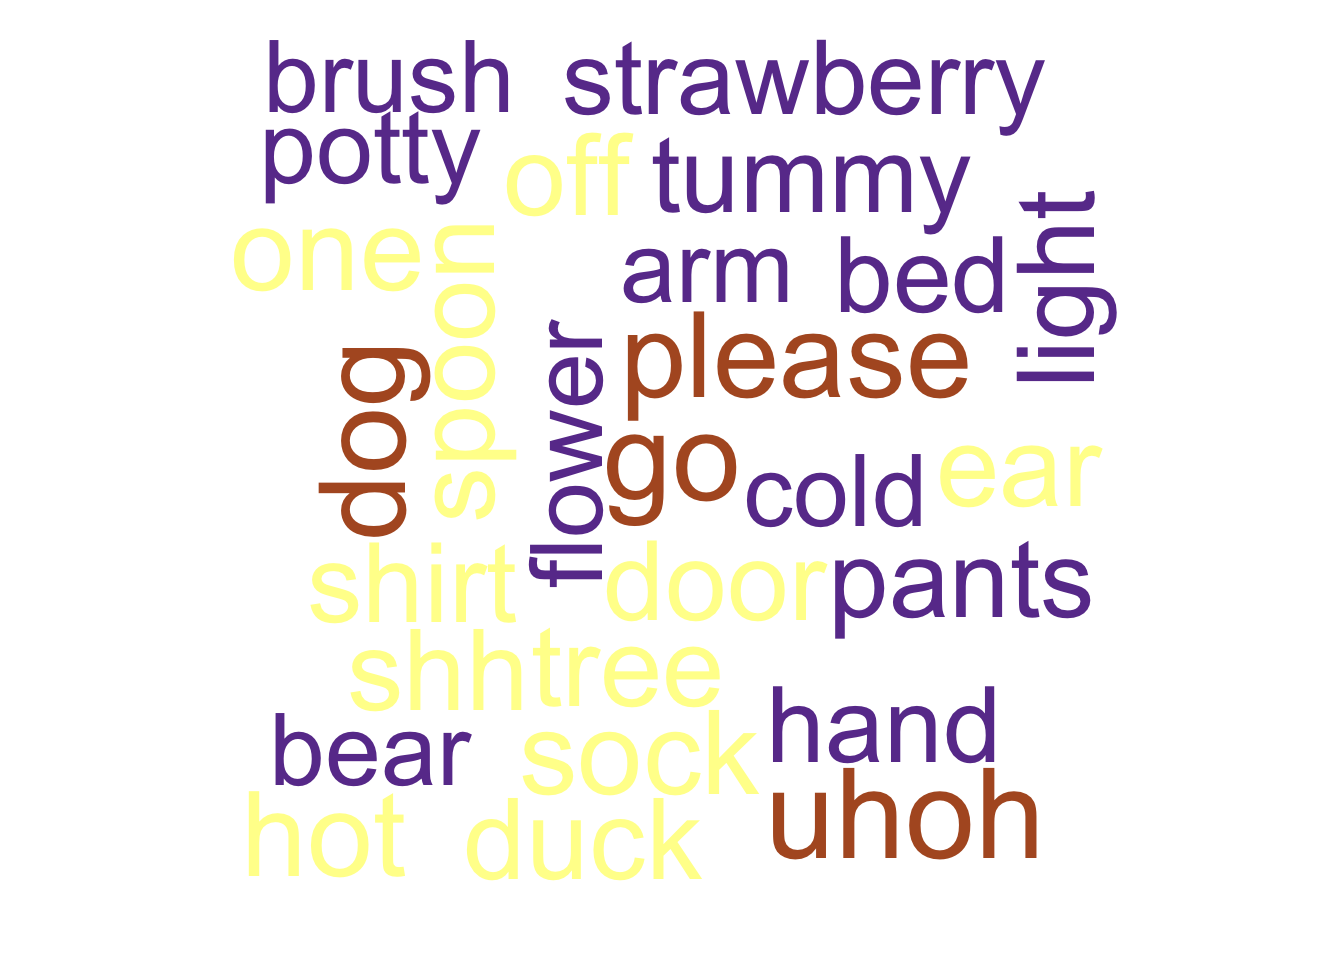 brush strawberry
potty
off tummy
light
onen
spoon
arm bed
please
dog
flower
go
cold ear
shirt door pants
shh tree
hand
bear sock
uhoh
hot duck